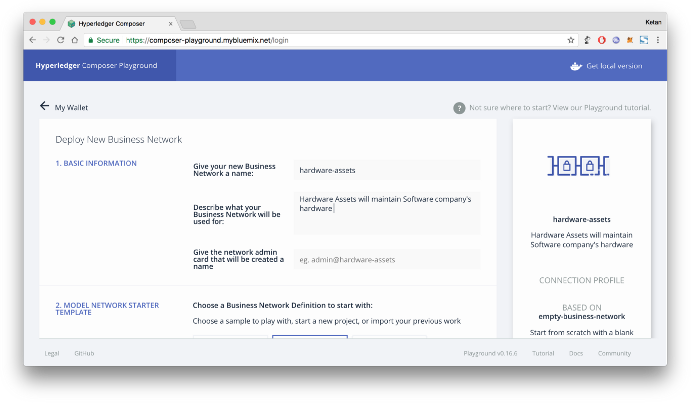 Hyperledger Composer
Ketan
Secure https://composer-playground.mybluemix.net/login
Hyperledger Composer Playground
Get local version
My Wallet
? Not sure where to start? View our Playground tutorial.
Deploy New Business Network
1. BASIC INFORMATION
Give your new Business
Network a name:
hardware-assets
Describe what your
Business Network will be
used for:
Hardware Assets will maintain Software company's
hardware
Give the network admin
card that will be created a
name
eg. admin@hardware-assets
2. MODEL NETWORK STARTER
TEMPLATE
Choose a Business Network Definition to start with:
Choose a sample to play with, start a new project, or import your previous work
hardware-assets
Hardware Assets will maintain
Software company's hardware
CONNECTION PROFILE
BASED ON
empty-business-network
Start from scratch with a blank
Legal
GitHub
Playground v0.16.0
Tutorial
Docs
Community